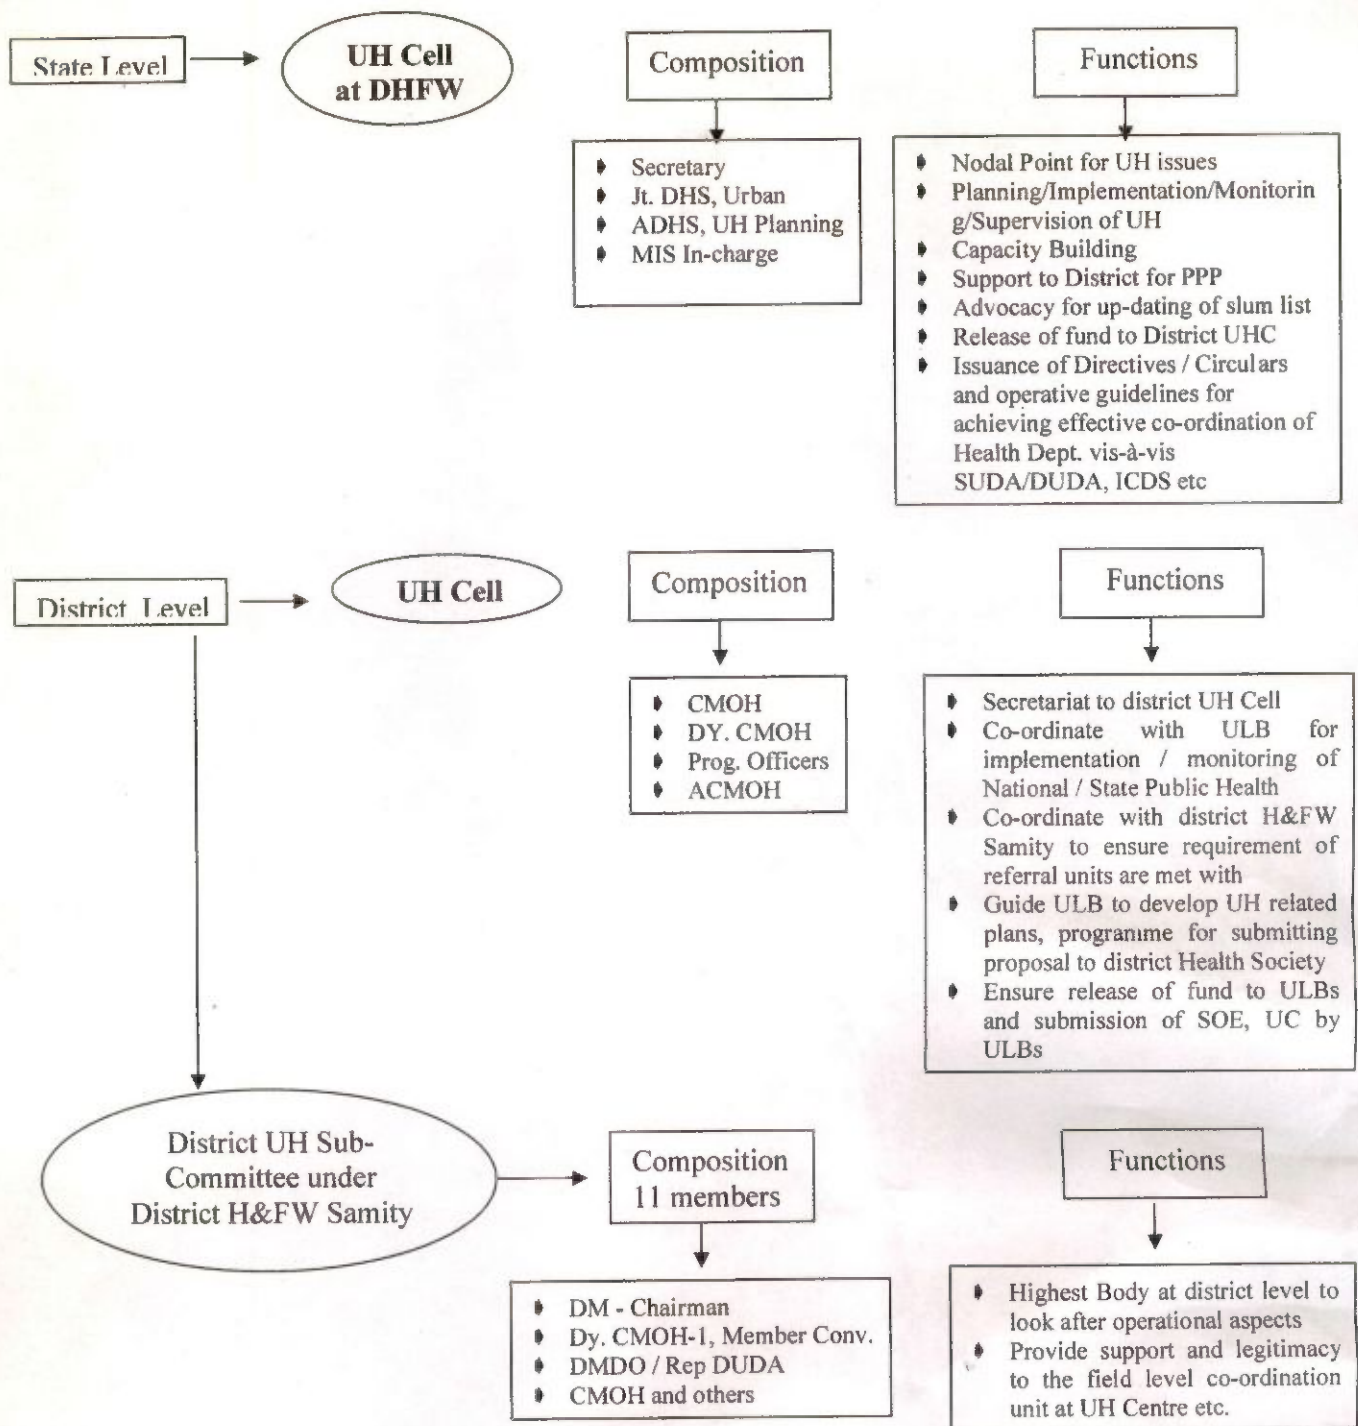 State Level
UH Cell
at DHFW
Composition
Functions
Secretary
Jt. DHS, Urban
ADHS, UH Planning
MIS In-charge
Nodal Point for UH issues
Planning/Implementation/Monitorin
g/Supervision of UH
Capacity Building
Support to District for PPP
Advocacy for up-dating of slum list
Release of fund to District UHC
Issuance of Directives / Circulars
and operative guidelines for
achieving effective co-ordination of
Health Dept. vis-à-vis
SUDA/DUDA, ICDS etc
District Level
UH Cell
Composition
Functions
CMOH
DY. CMOH
Prog. Officers
ACMOH
Secretariat to district UH Cell
Co-ordinate with ULB for
implementation / monitoring of
National / State Public Health
Co-ordinate with district H&FW
Samity to ensure requirement of
referral units are met with
Guide ULB to develop UH related
plans, programme for submitting
proposal to district Health Society
Ensure release of fund to ULBs
and submission of SOE, UC by
ULBs
District UH Sub-
Committee under
District H&FW Samity
Composition
11 members
Functions
DM - Chairman
Dy. CMOH-1, Member Conv.
DMDO / Rep DUDA
CMOH and others
Highest Body at district level to
look after operational aspects
Provide support and legitimacy
to the field level co-ordination
unit at UH Centre etc.